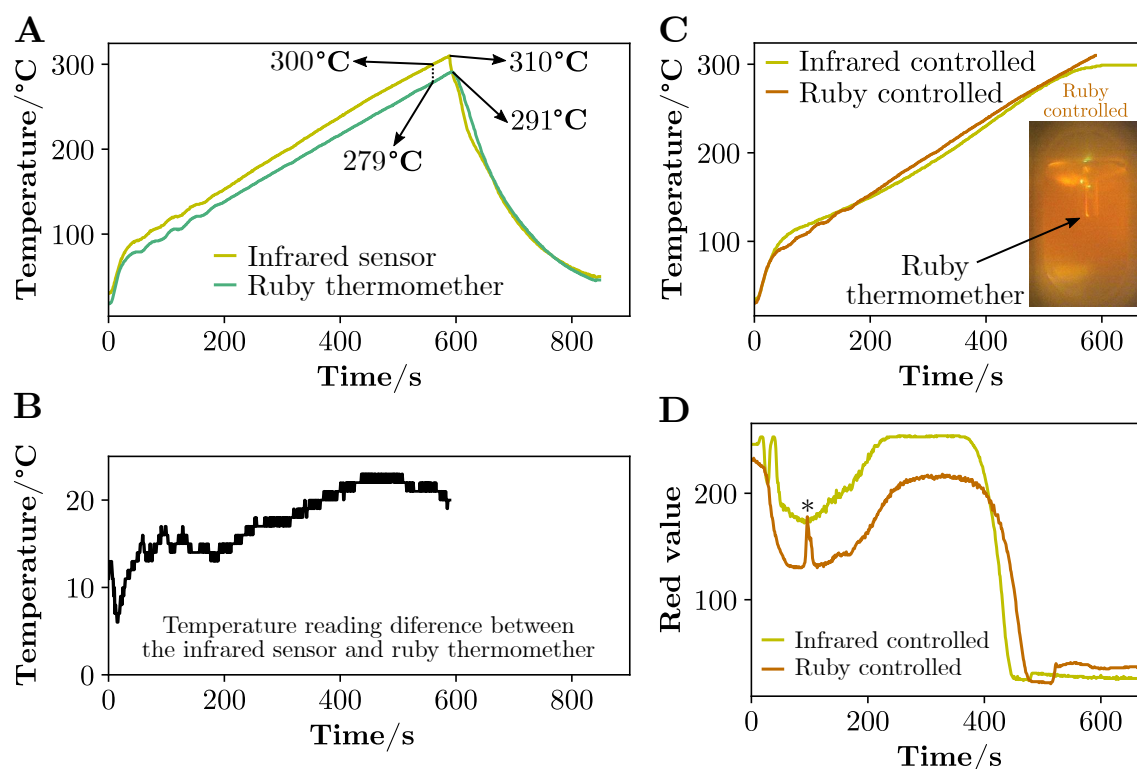 A
Temperature/°C
300
200
100
300°C
310°C
291°C
279°C
Infrared sensor
Ruby thermomether
0
200
400
600
800
Time/s
B
Temperature/°C
20
10
0
Temperature reading diference between
the infrared sensor and ruby thermomether
0
200
400
600
800
Time/s
C
Temperature/°C
300
200
100
Infrared controlled
Ruby controlled
Ruby
controlled
Ruby
thermomether
0
200
400
600
Time/s
D
Red value
200
100
*
Infrared controlled
Ruby controlled
0
200
400
600
Time/s